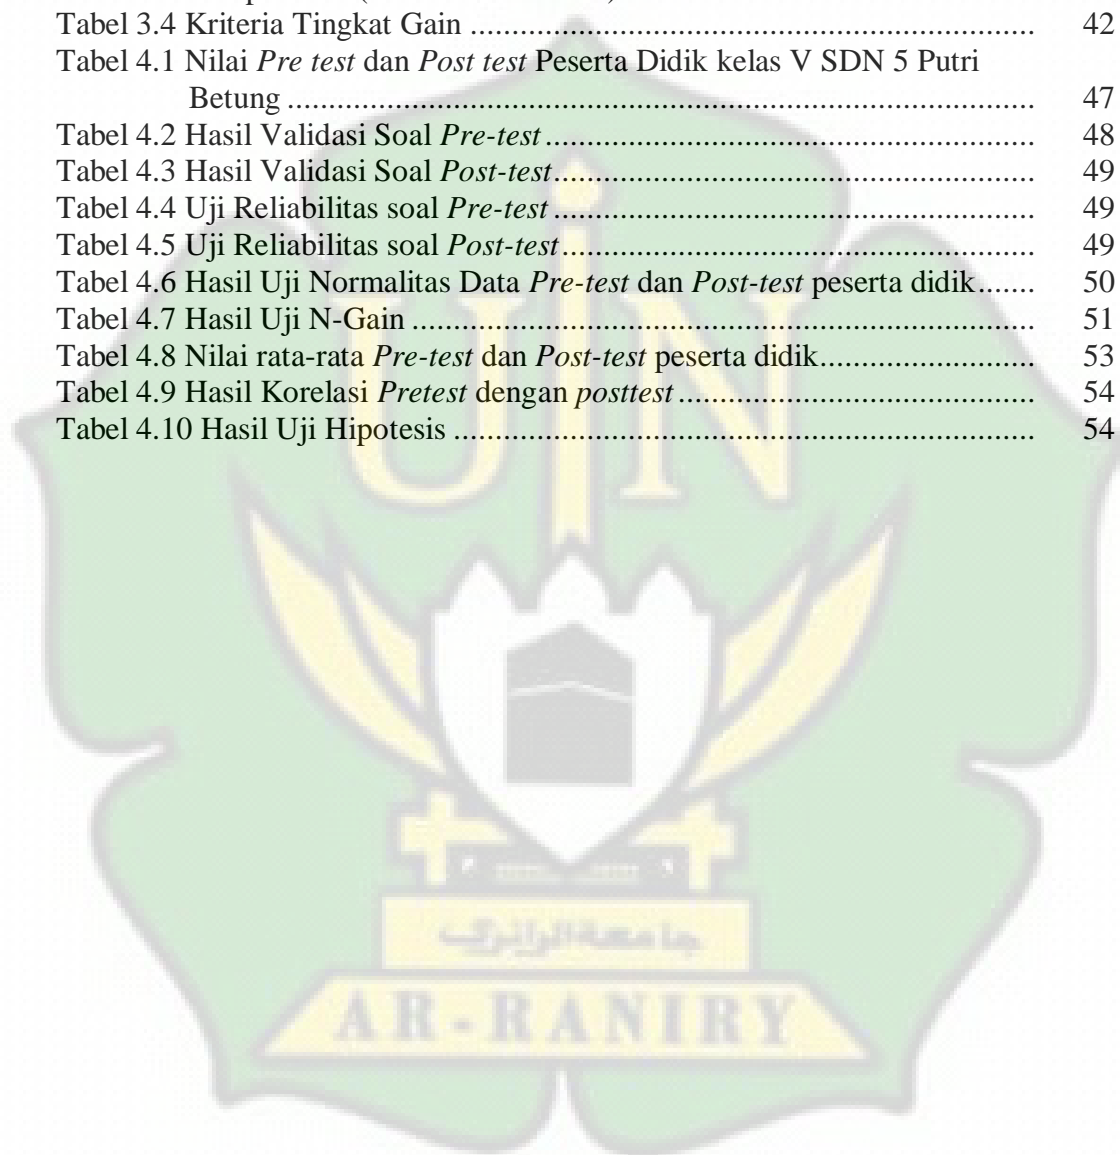 Tabel 3.4 Kriteria Tingkat Gain ........................................................................ 42
Tabel 4.1 Nilai Pre test dan Post test Peserta Didik kelas V SDN 5 Putri
Betung ............................................................................................... 47
Tabel 4.2 Hasil Validasi Soal Pre-test .............................................................. 48
Tabel 4.3 Hasil Validasi Soal Post-test............................................................. 49
Tabel 4.4 Uji Reliabilitas soal Pre-test ............................................................. 49
Tabel 4.5 Uji Reliabilitas soal Post-test............................................................ 49
Tabel 4.6 Hasil Uji Normalitas Data Pre-test dan Post-test peserta didik....... 50
Tabel 4.7 Hasil Uji N-Gain ............................................................................... 51
Tabel 4.8 Nilai rata-rata Pre-test dan Post-test peserta didik........................... 53
Tabel 4.9 Hasil Korelasi Pretest dengan posttest ............................................. 54
Tabel 4.10 Hasil Uji Hipotesis .......................................................................... 54
UIN
جامعة الرانري
AR-RANIRY